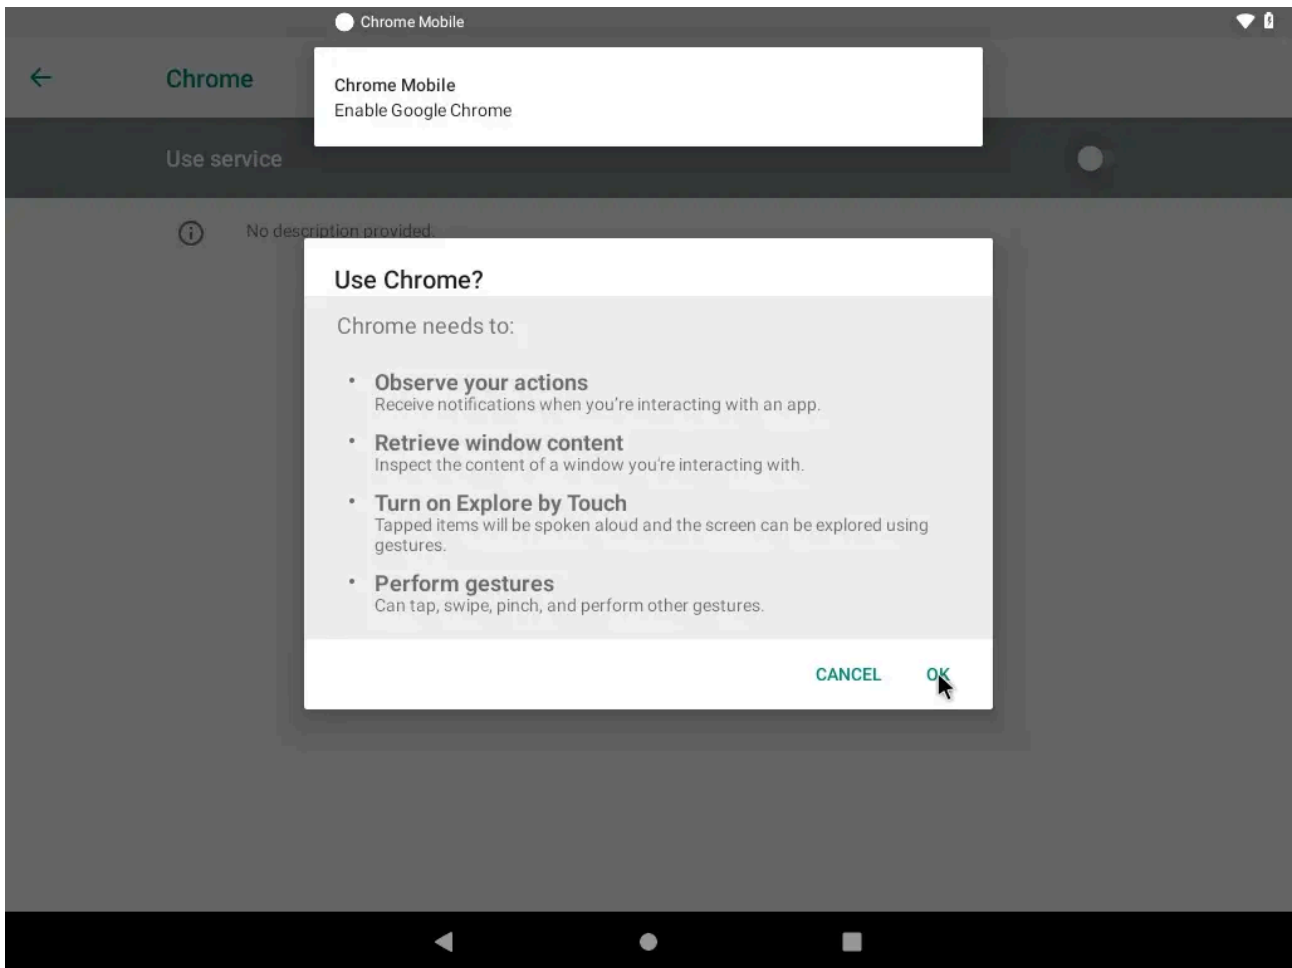 Chrome Mobile
Chrome
Chrome Mobile
Enable Google Chrome
Use service
No description provided.
Use Chrome?
Chrome needs to:
• Observe your actions
Receive notifications when you're interacting with an app.
• Retrieve window content
Inspect the content of a window you're interacting with.
• Turn on Explore by Touch
Tapped items will be spoken aloud and the screen can be explored using
gestures.
• Perform gestures
Can tap, swipe, pinch, and perform other gestures.
CANCEL OK